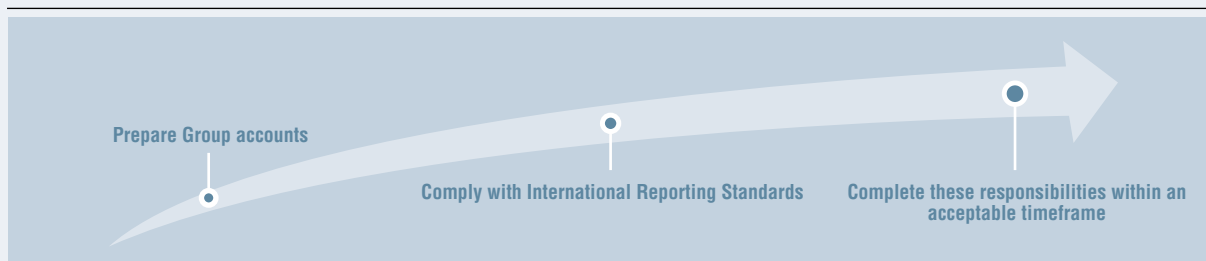 Prepare Group accounts
Comply with International Reporting Standards
Complete these responsibilities within an
acceptable timeframe